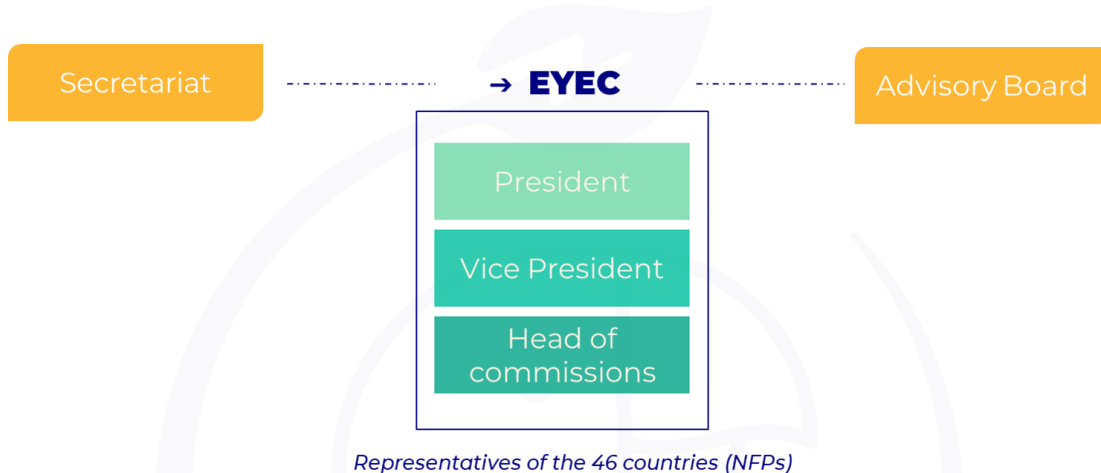 Secretariat
→ EYEC
Advisory Board
President
Vice President
Head of
commissions
Representatives of the 46 countries (NFPs)